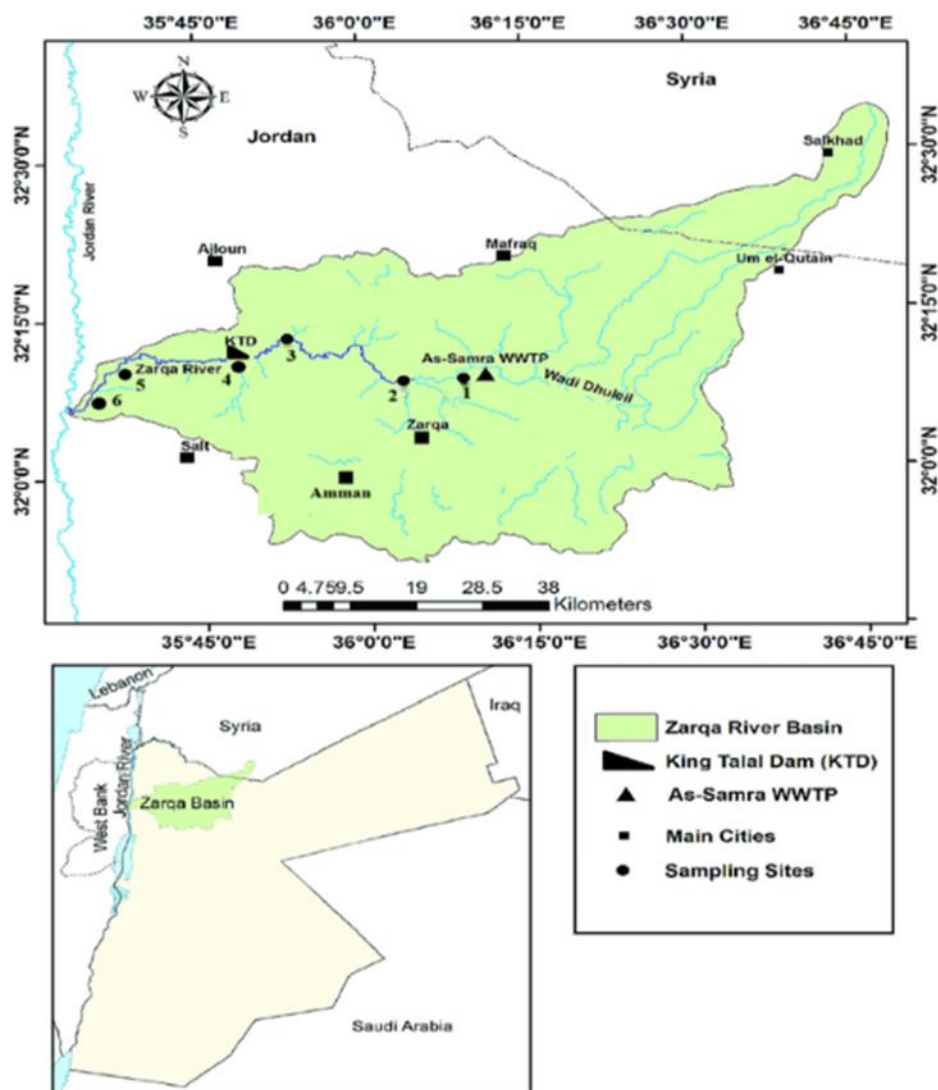 35°45'0"E 36°0'0"E 36°15'0"E 36°30'0"E 36°45'0"E
N
W E
S
Syria
Jordan
Salkhad
32°30'0"N
32°30'0"N
Jordan River
Ajloun
Mafraq
Um el-Qutain
32°15'0"N
32°15'0"N
KTD
3
As-Samra WWTP
Zarqa River
4
5
2
1
Wadi Dhuleil
6
Zarqa
Salt
Amman
32°0'0"N
32°0'0"N
0 4.75 9.5 19 28.5 38
Kilometers
35°45'0"E 36°0'0"E 36°15'0"E 36°30'0"E 36°45'0"E
Lebanon
Syria
Iraq
West Bank
Jordan River
Zarqa Basin
Saudi Arabia
Zarqa River Basin
King Talal Dam (KTD)
As-Samra WWTP
Main Cities
Sampling Sites